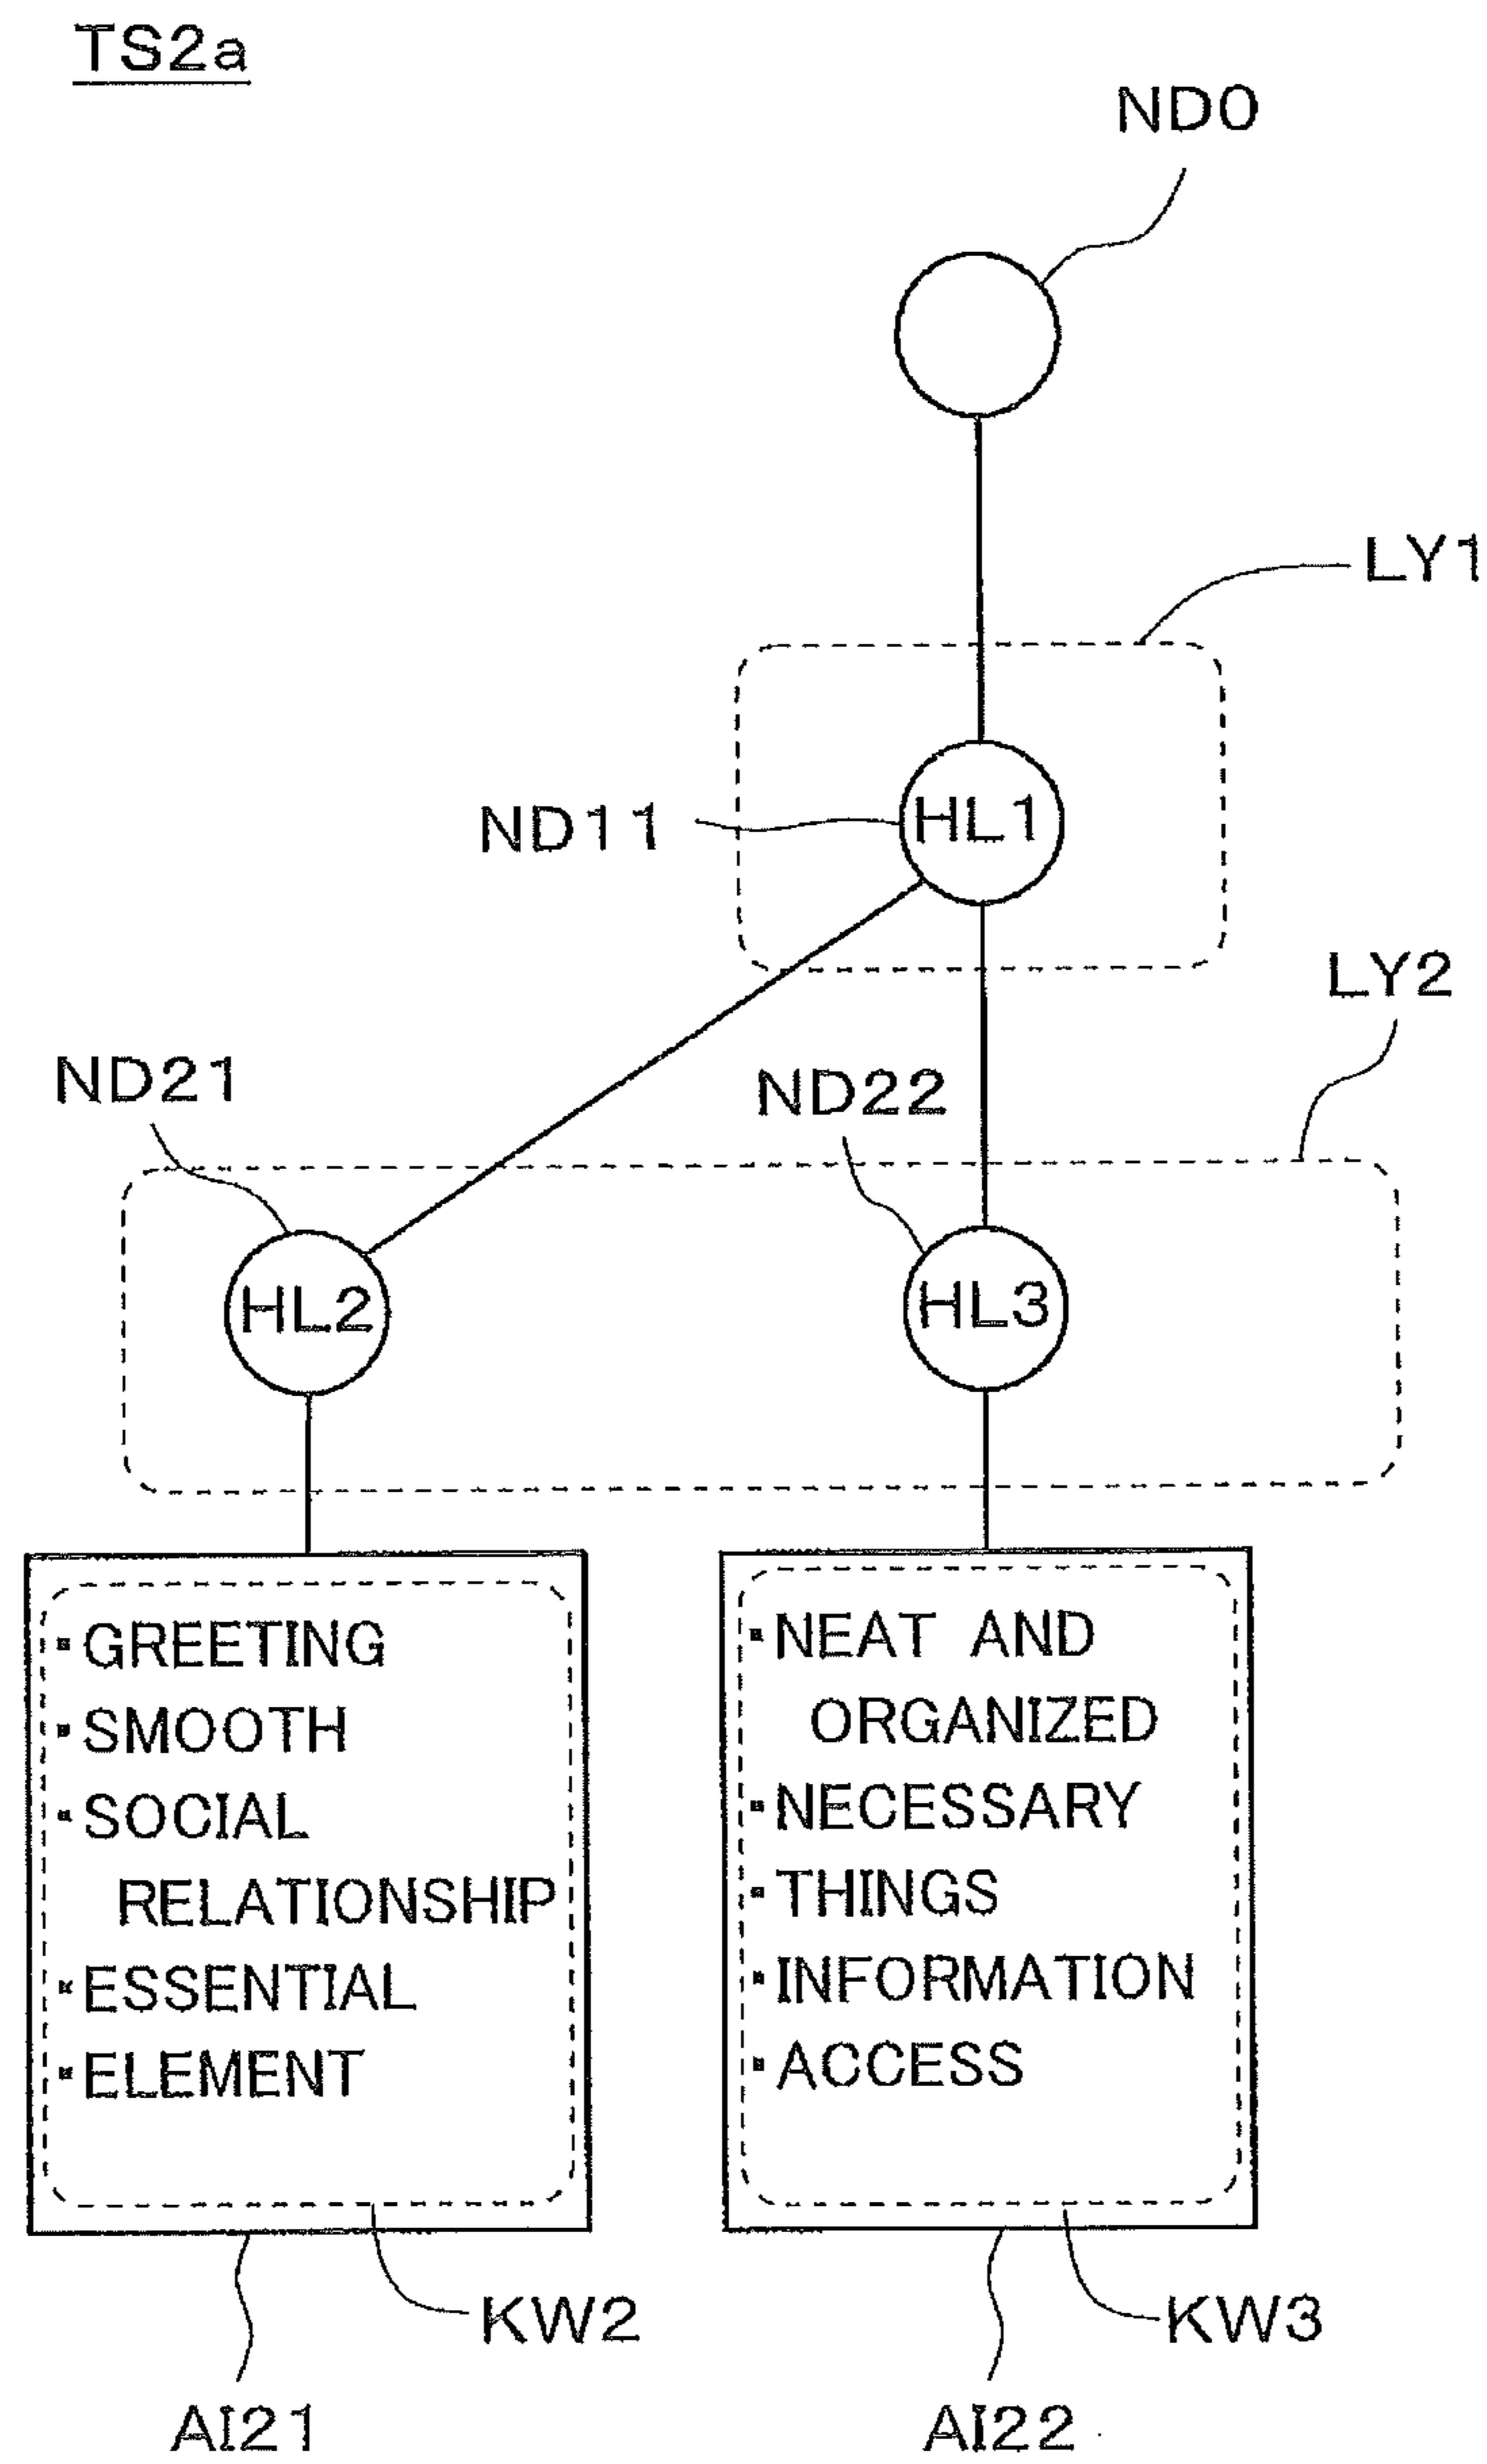 TS2a
ND0
LY1
ND11
HL1
LY2
ND21
ND22
HL2
HL3
▪GREETING
▪SMOOTH
▪SOCIAL
RELATIONSHIP
▪ESSENTIAL
▪ELEMENT
▪NEAT AND
ORGANIZED
▪NECESSARY
▪THINGS
▪INFORMATION
▪ACCESS
KW2
KW3
AI21
AI22